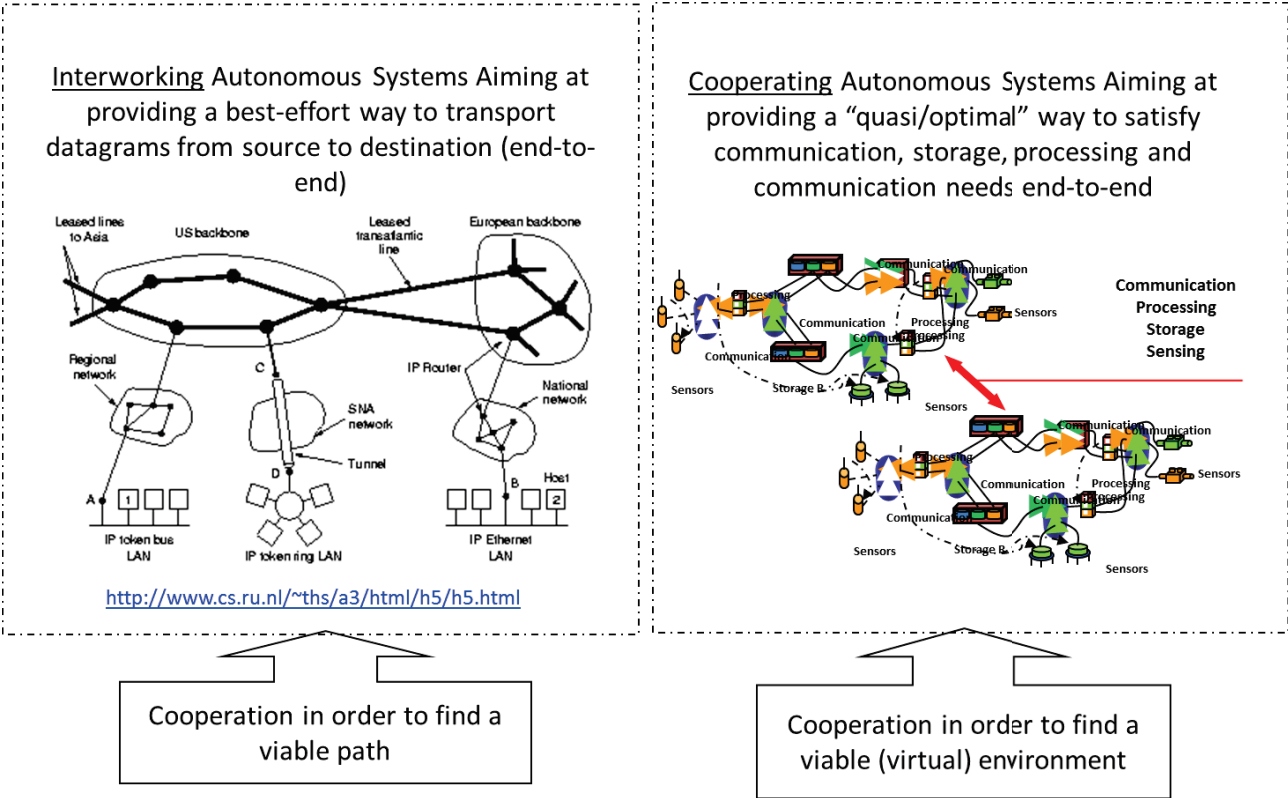 Interworking Autonomous Systems Aiming at
providing a best-effort way to transport
datagrams from source to destination (end-to-
end)
Leased lines
to Asia
US backbone
Leased
transatlantic
line
European backbone
Regional
network
C
SNA
network
Tunnel
D
IP Router
National
network
A
1
B
Host
2
IP token bus
LAN
IP token ring LAN
IP Ethernet
LAN
http://www.cs.ru.nl/~ths/a3/html/h5/h5.html
Cooperation in order to find a
viable path
Cooperating Autonomous Systems Aiming at
providing a “quasi/optimal” way to satisfy
communication, storage, processing and
communication needs end-to-end
Communication
Communication
Processing
Sensors
Communication
Processing
Processing
Communication
Communication
Sensors
Storage R.
Sensors
Communication
Processing
Storage
Sensing
Communication
Communication
Processing
Sensors
Communication
Processing
Processing
Communication
Communication
Sensors
Storage R.
Sensors
Cooperation in order to find a
viable (virtual) environment